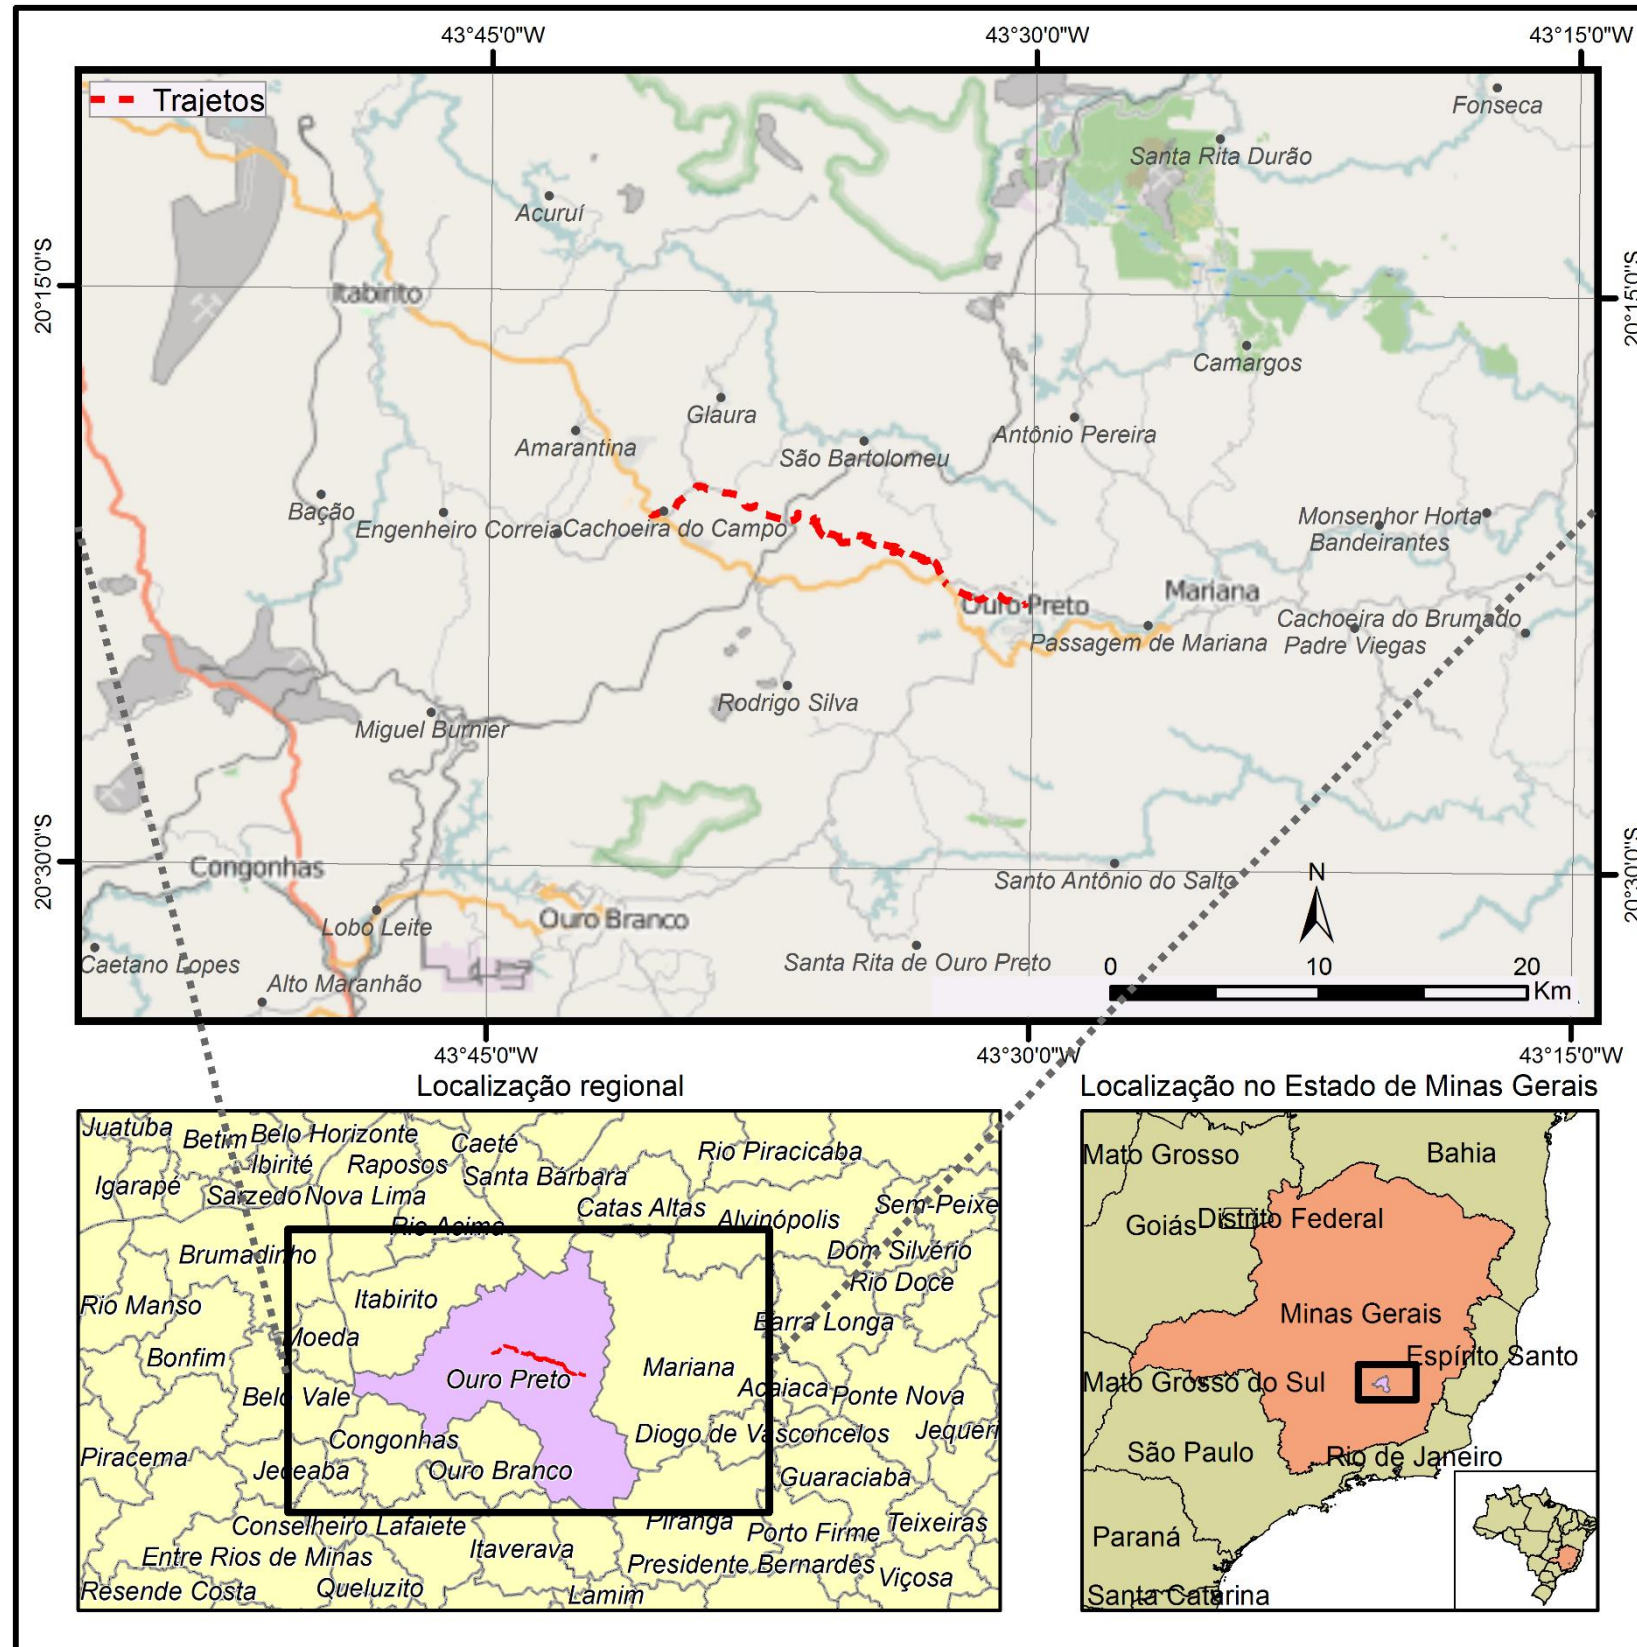 43°45'0"W
43°30'0"W
43°15'0"W
Trajetos
Fonseca
Santa Rita Durão
Acuruí
20°15'0"S
20°15'0"S
Itabirito
Camargos
Glaura
Amarantina
Antônio Pereira
São Bartolomeu
Bação
Engenheiro Correia
Cachoeira do Campo
Monsenhor Horta
Bandeirantes
Mariana
Ouro Preto
Cachoeira do Brumado
Passagem de Mariana
Padre Viegas
Rodrigo Silva
Miguel Burnier
20°30'0"S
20°30'0"S
Congonhas
Santo Antônio do Salto
N
Ouro Branco
Lobo Leite
Caetano Lopes
Santa Rita de Ouro Preto
Alto Maranhão
0
10
20
Km
43°45'0"W
43°30'0"W
43°15'0"W
Localização regional
Juatuba
Betim
Belo Horizonte
Caeté
Rio Piracicaba
Ibirité
Raposos
Santa Bárbara
Igarapé
Sarzedo
Nova Lima
Catas Altas
Sem-Peixe
Rio Acima
Alvinópolis
Brumadinho
Dom Silvério
Rio Doce
Rio Manso
Itabirito
Barra Longa
Moeda
Bonfim
Mariana
Ouro Preto
Acaiaca
Ponte Nova
Belo Vale
Congonhas
Diogo de Vasconcelos
Jequeri
Piracema
Jeceaba
Ouro Branco
Guaraciaba
Conselheiro Lafaiete
Piranga
Porto Firme
Teixeiras
Entre Rios de Minas
Itaverava
Presidente Bernardes
Viçosa
Resende Costa
Queluzito
Lamim
Localização no Estado de Minas Gerais
Mato Grosso
Bahia
Goiás
Distrito Federal
Minas Gerais
Espírito Santo
Mato Grosso do Sul
São Paulo
Rio de Janeiro
Paraná
Santa Catarina